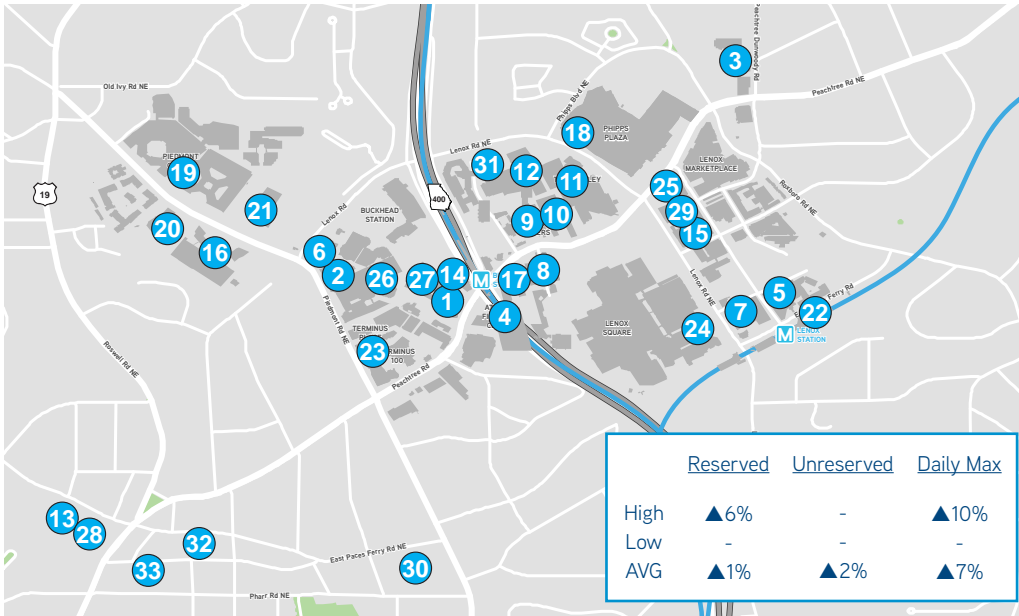 Old Ivy Rd NE
Peachtree Dunwoody Rd
3
Peachtree Rd NE
Phipps Blvd NE
18
PHIPPS
PLAZA
Lenox Rd NE
31
12
11
19
LENOX
MARKETPLACE
25
Roxboro Rd NE
19
400
21
Lenox Rd
BUCKHEAD
STATION
9
10
29
15
20
16
6
2
26
27
14
1
M
17
8
4
Lenox Rd NE
5
Ferry Rd
7
22
Piedmont Rd NE
TERMINUS
23
100
Peachtree Rd
LENOX
SQUARE
24
M
LENOX
STATION
Roswell Rd NE
Reserved Unreserved Daily Max
High ▲6% - ▲10%
Low - - -
AVG ▲1% ▲2% ▲7%
13
28
32
33
East Paces Ferry Rd NE
30
Pharr Rd NE